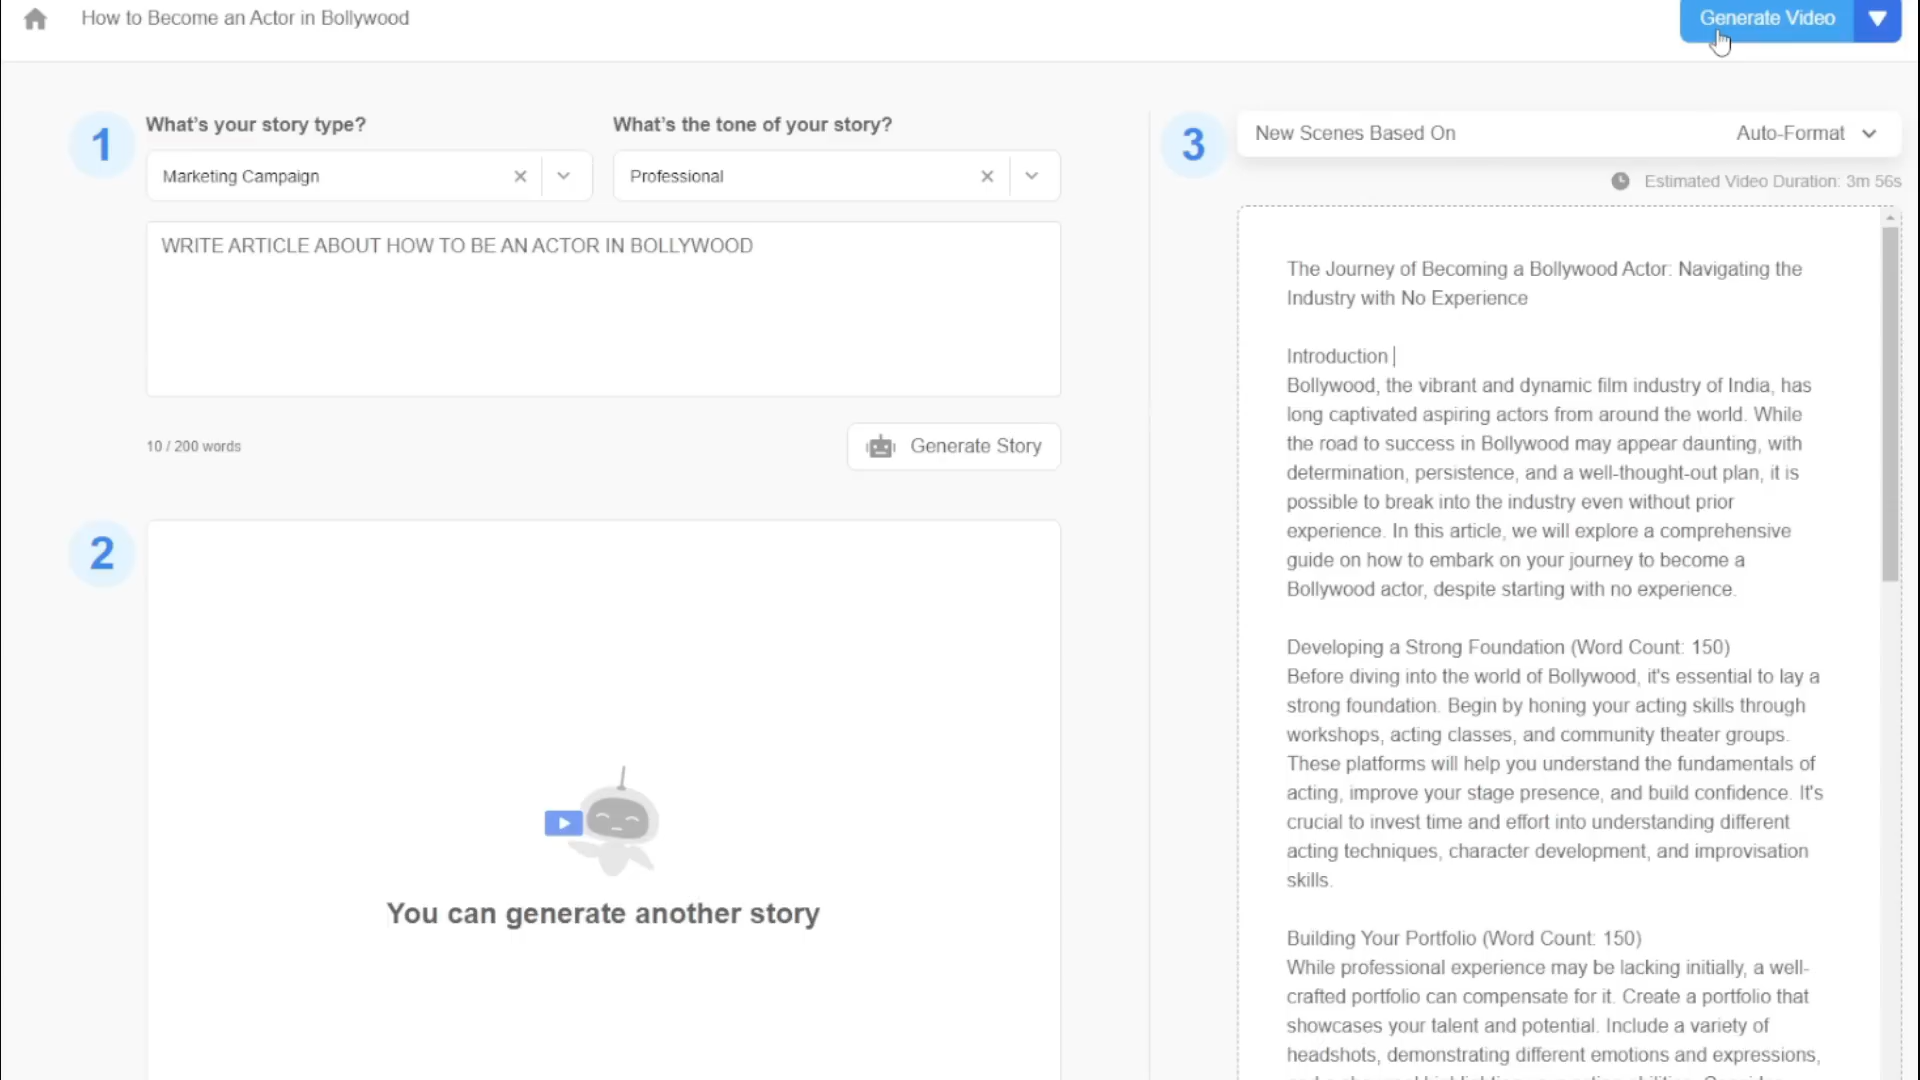 How to Become an Actor in Bollywood
Generate Video
1
What's your story type?
What's the tone of your story?
Marketing Campaign
Professional
WRITE ARTICLE ABOUT HOW TO BE AN ACTOR IN BOLLYWOOD
10 / 200 words
Generate Story
2
You can generate another story
3
New Scenes Based On
Auto-Format
Estimated Video Duration: 3m 56s
The Journey of Becoming a Bollywood Actor: Navigating the
Industry with No Experience
Introduction
Bollywood, the vibrant and dynamic film industry of India, has
long captivated aspiring actors from around the world. While
the road to success in Bollywood may appear daunting, with
determination, persistence, and a well-thought-out plan, it is
possible to break into the industry even without prior
experience. In this article, we will explore a comprehensive
guide on how to embark on your journey to become a
Bollywood actor, despite starting with no experience.
Developing a Strong Foundation (Word Count: 150)
Before diving into the world of Bollywood, it's essential to lay a
strong foundation. Begin by honing your acting skills through
workshops, acting classes, and community theater groups.
These platforms will help you understand the fundamentals of
acting, improve your stage presence, and build confidence. It's
crucial to invest time and effort into understanding different
acting techniques, character development, and improvisation
skills.
Building Your Portfolio (Word Count: 150)
While professional experience may be lacking initially, a well-
crafted portfolio can compensate for it. Create a portfolio that
showcases your talent and potential. Include a variety of
headshots, demonstrating different emotions and expressions,